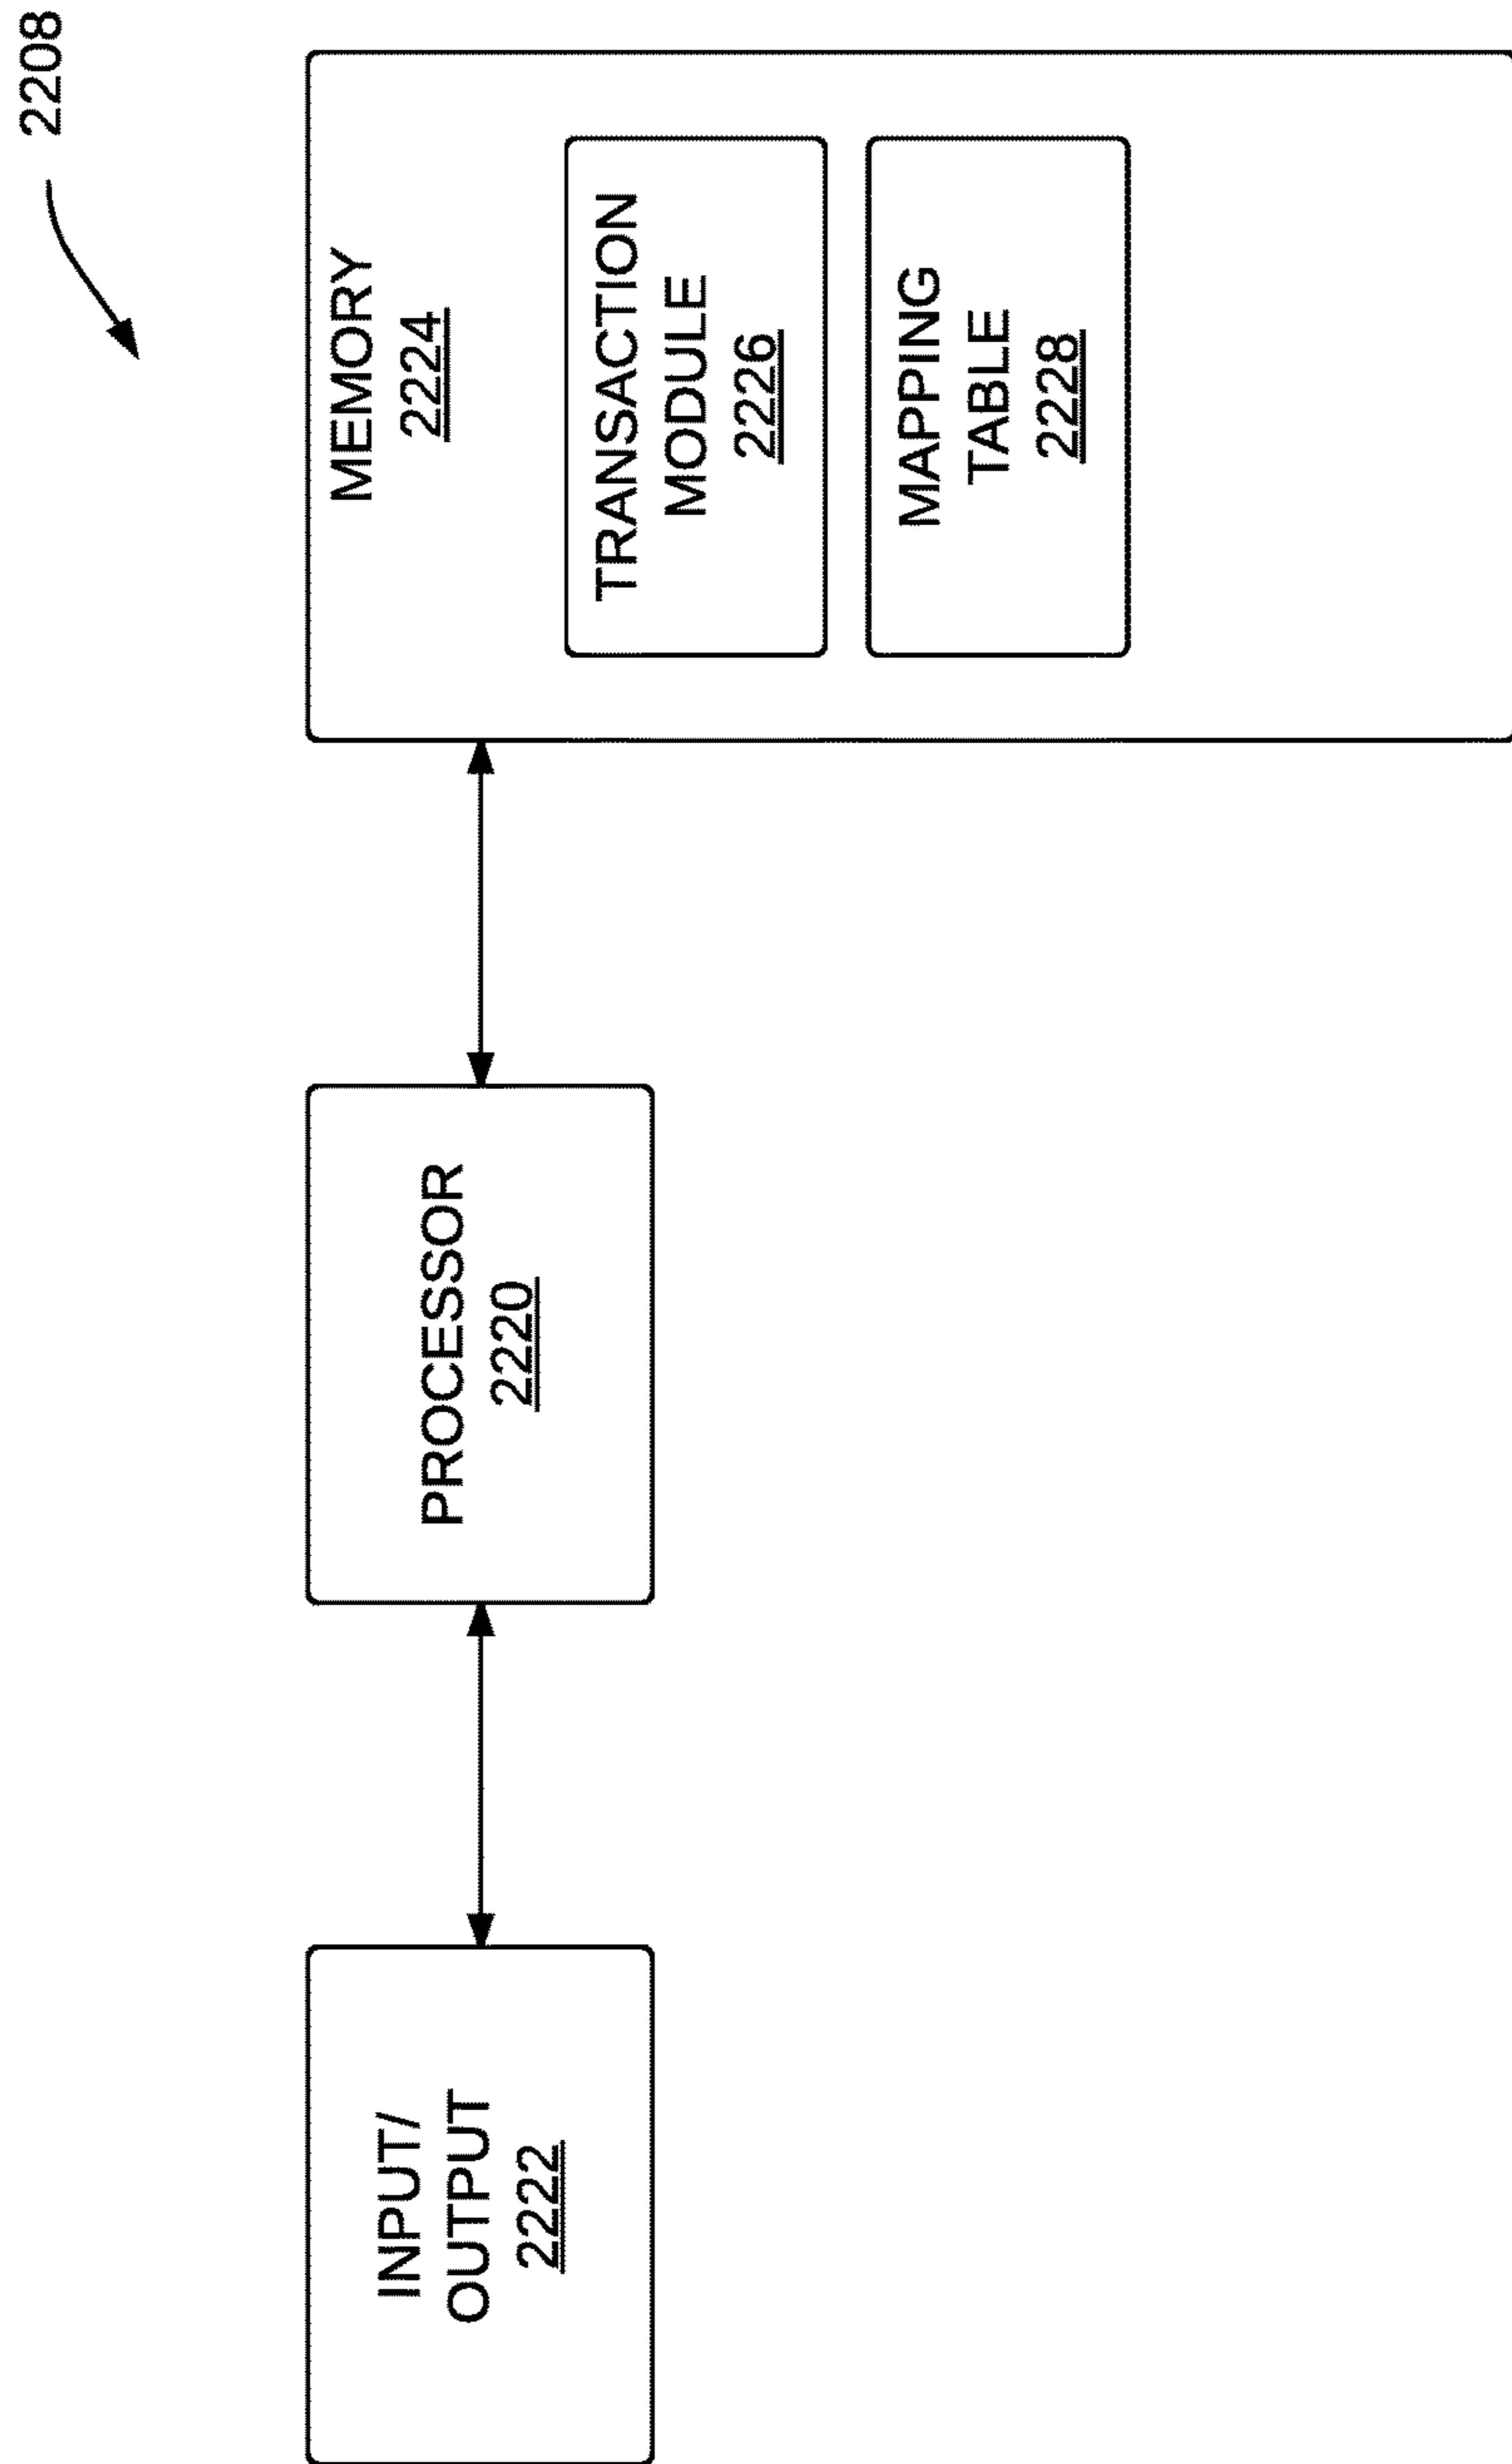 2208
INPUT/
OUTPUT
2222
PROCESSOR
2220
MEMORY
2224
TRANSACTION
MODULE
2226
MAPPING
TABLE
2228